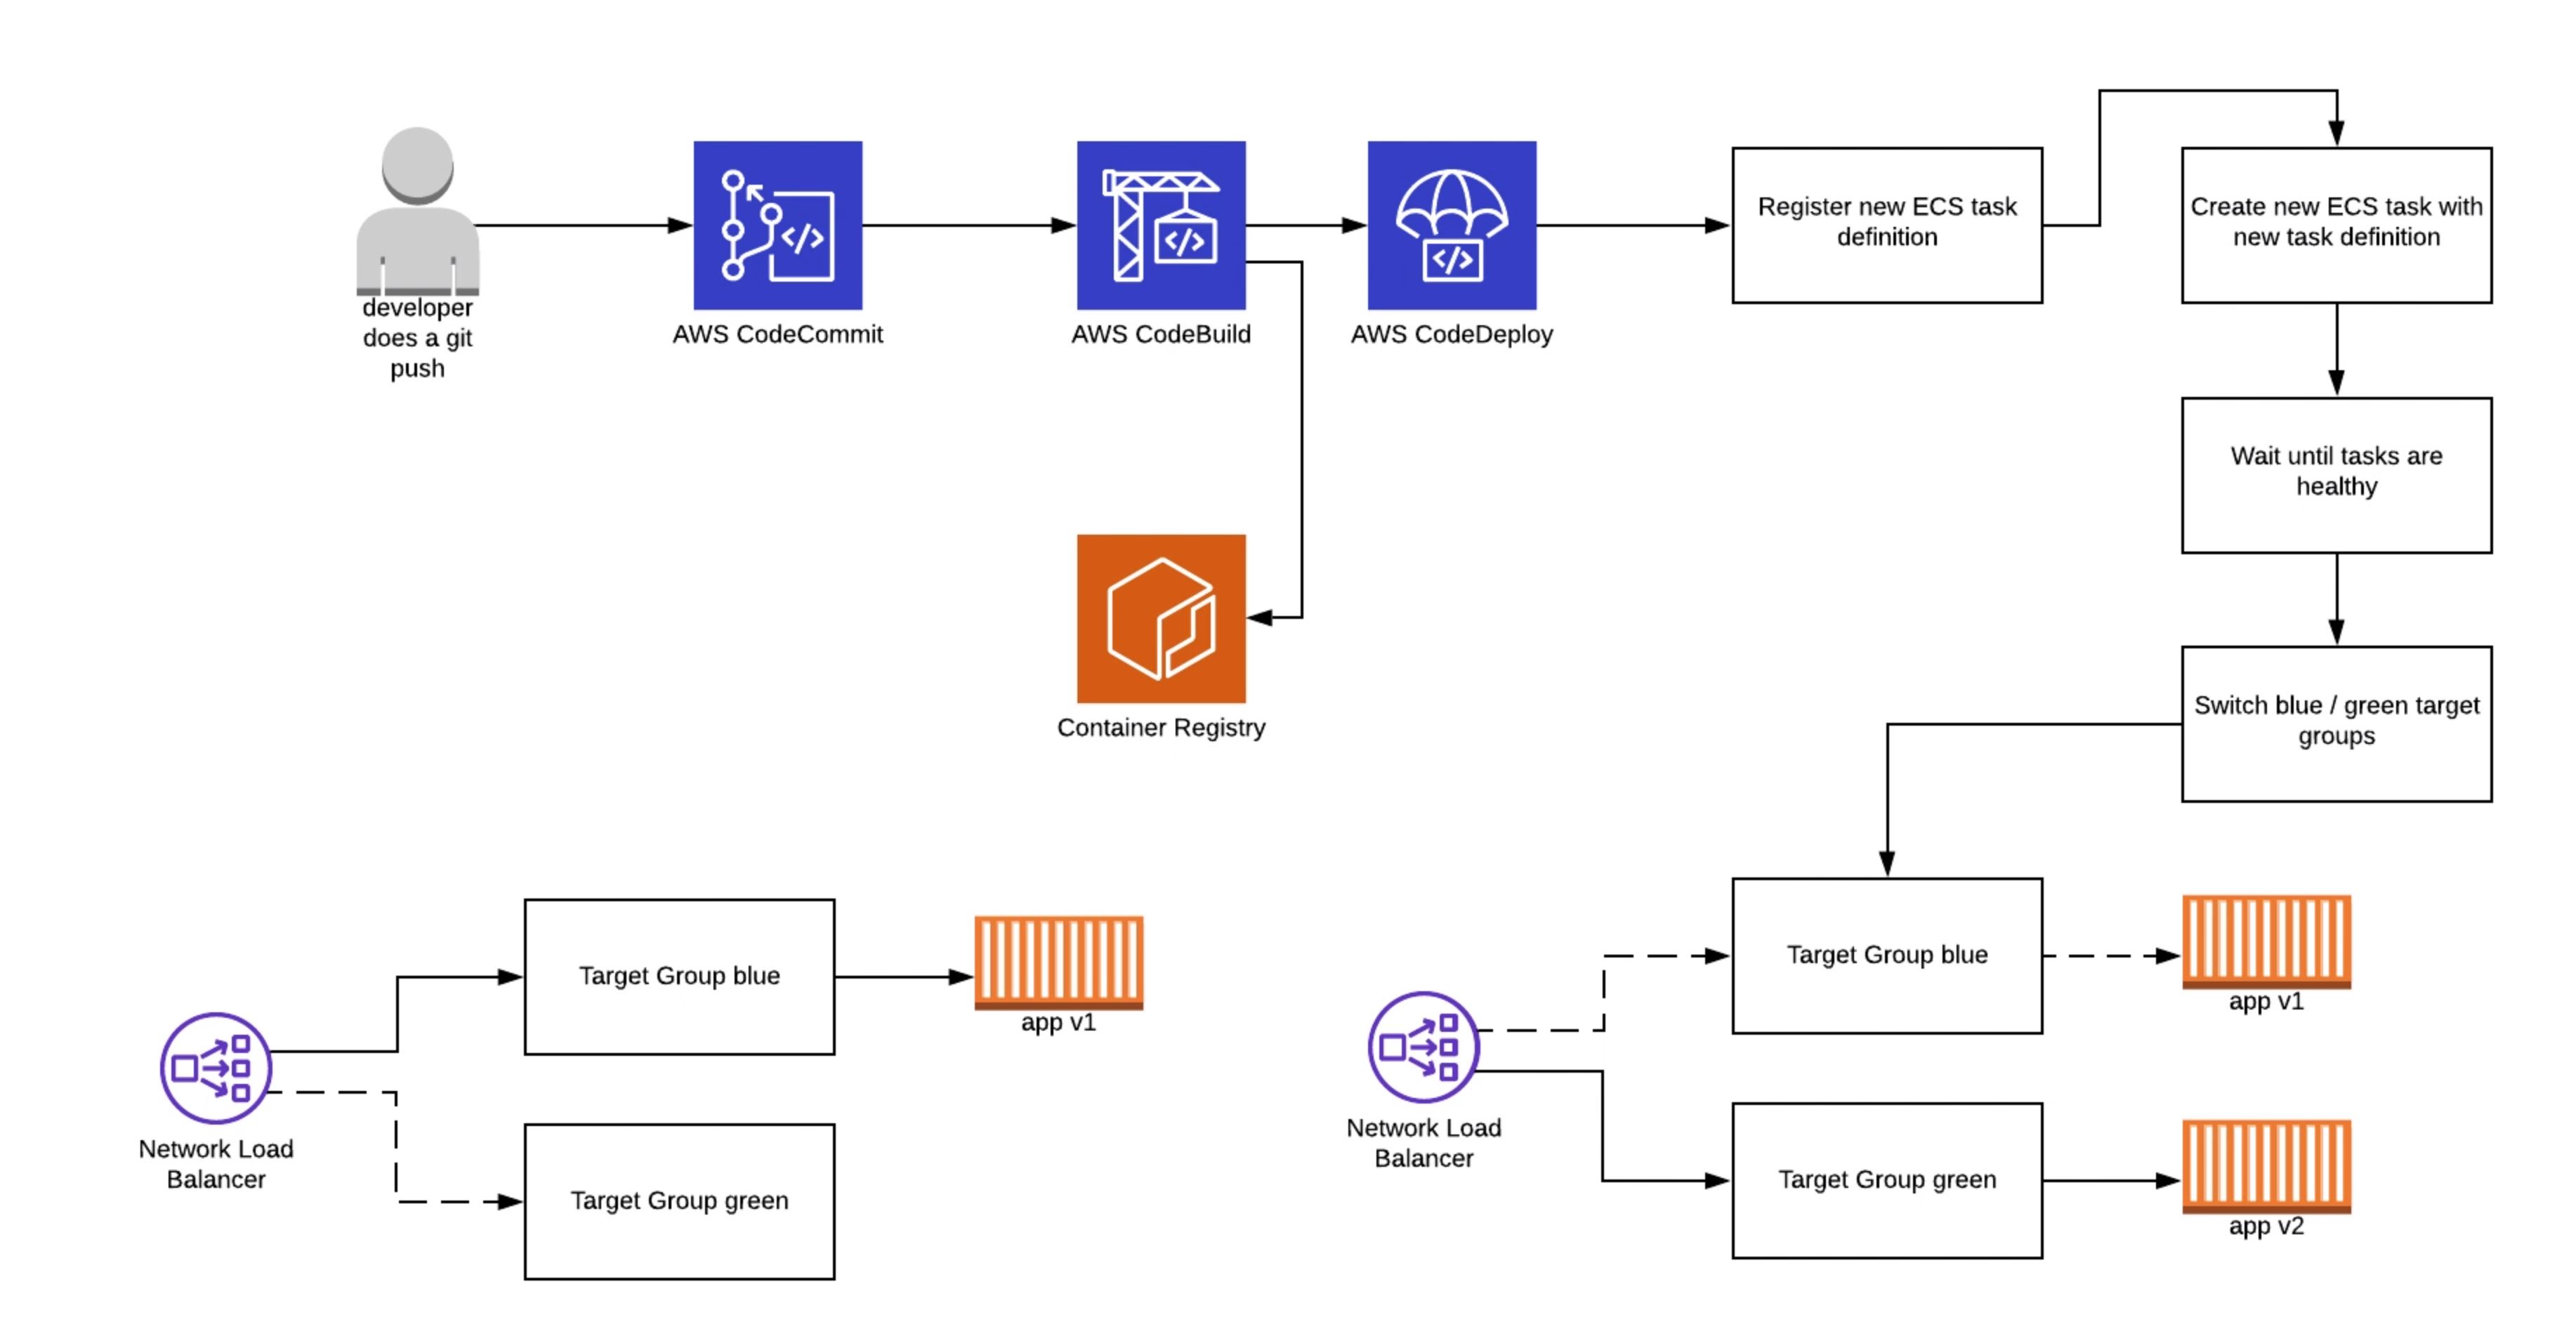 developer
does a git
push
AWS CodeCommit
AWS CodeBuild
AWS CodeDeploy
Register new ECS task
definition
Create new ECS task with
new task definition
Wait until tasks are
healthy
Switch blue / green target
groups
Container Registry
Network Load
Balancer
Target Group blue
app v1
Target Group green
Network Load
Balancer
Target Group blue
app v1
Target Group green
app v2